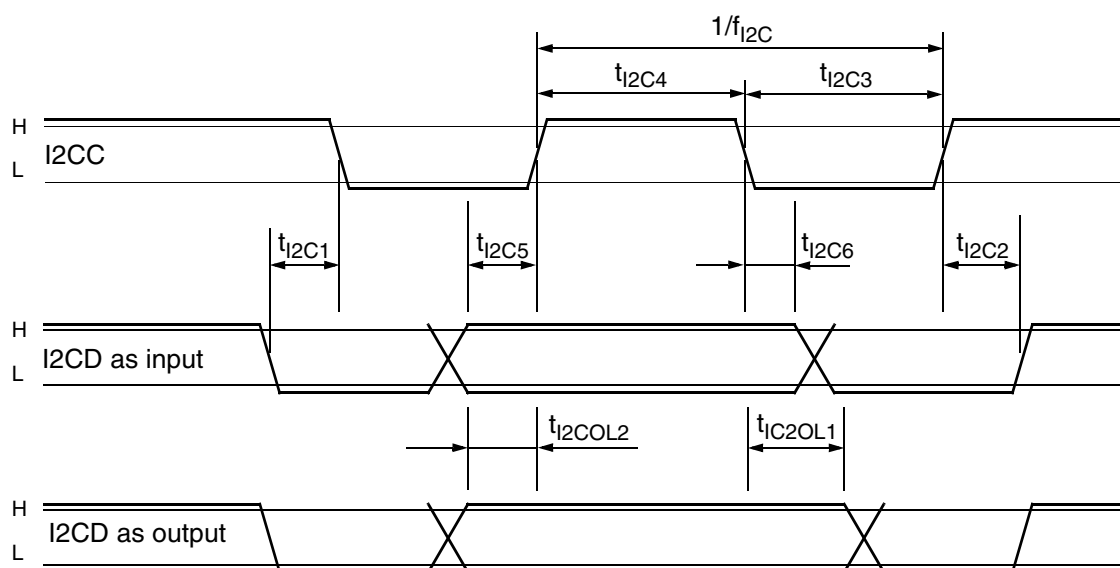 1/fI2C
tI2C4 tI2C3
H
I2CC
L
tI2C1 tI2C5 tI2C6 tI2C2
H
I2CD as input
L
tI2COL2 tIC2OL1
H
I2CD as output
L